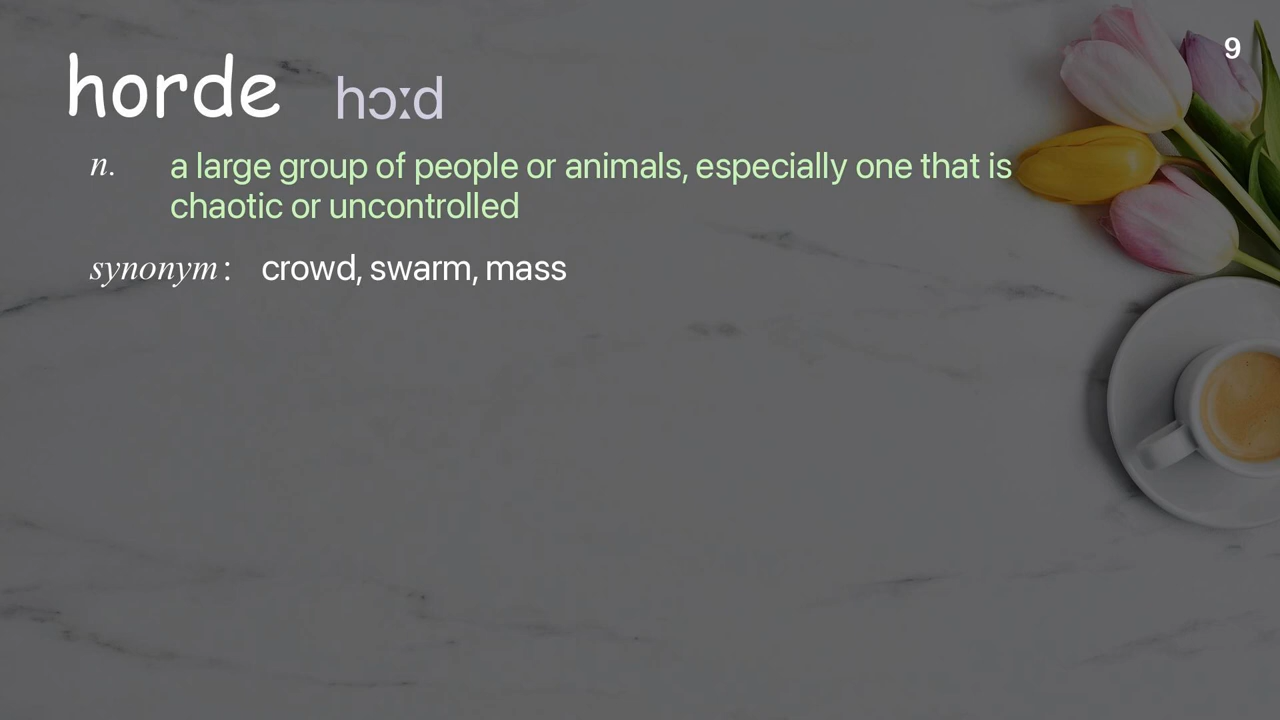 9
horde hɔːd
n. a large group of people or animals, especially one that is
chaotic or uncontrolled
synonym : crowd, swarm, mass